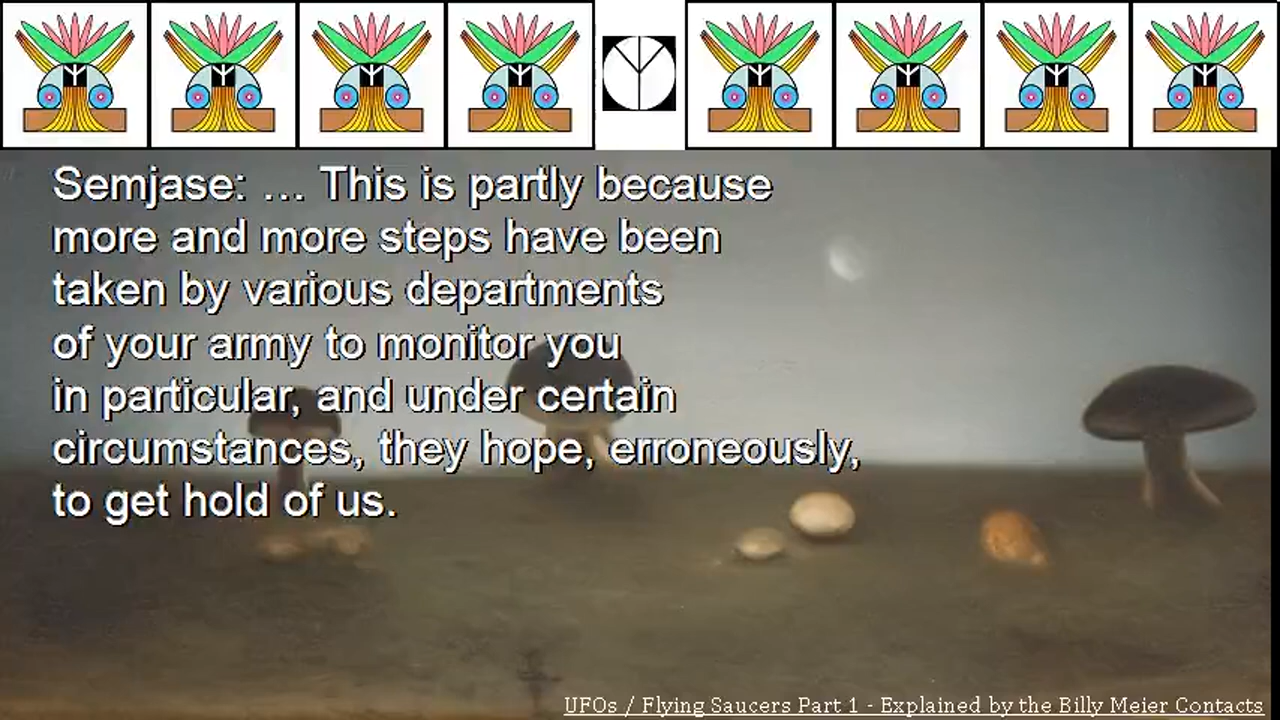 Semjase: ... This is partly because
more and more steps have been
taken by various departments
of your army to monitor you
in particular, and under certain
circumstances, they hope, erroneously,
to get hold of us.
UFOs / Flying Saucers Part 1 - Explained by the Billy Meier Contacts